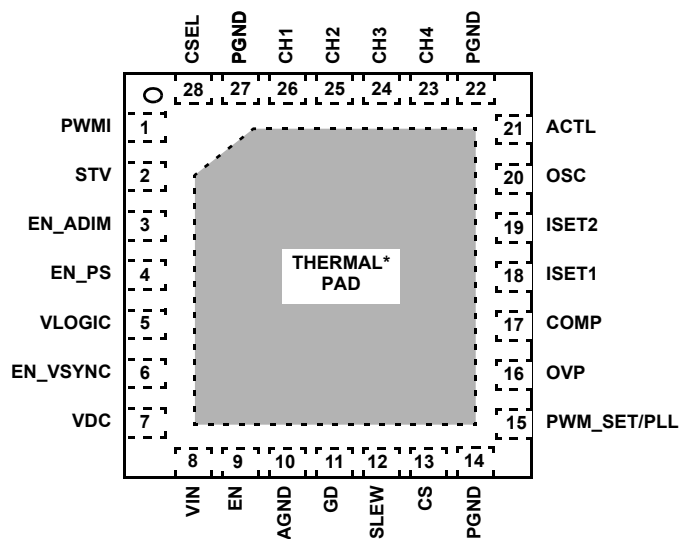 CSEL
PGND
CH1
CH2
CH3
CH4
PGND
28
27
26
25
24
23
22
PWMI 1
STV 2
EN_ADIM 3
EN_PS 4
VLOGIC 5
EN_VSYNC 6
VDC 7
THERMAL*
PAD
21 ACTL
20 OSC
19 ISET2
18 ISET1
17 COMP
16 OVP
15 PWM_SET/PLL
8
9
10
11
12
13
14
VIN
EN
AGND
GD
SLEW
CS
PGND